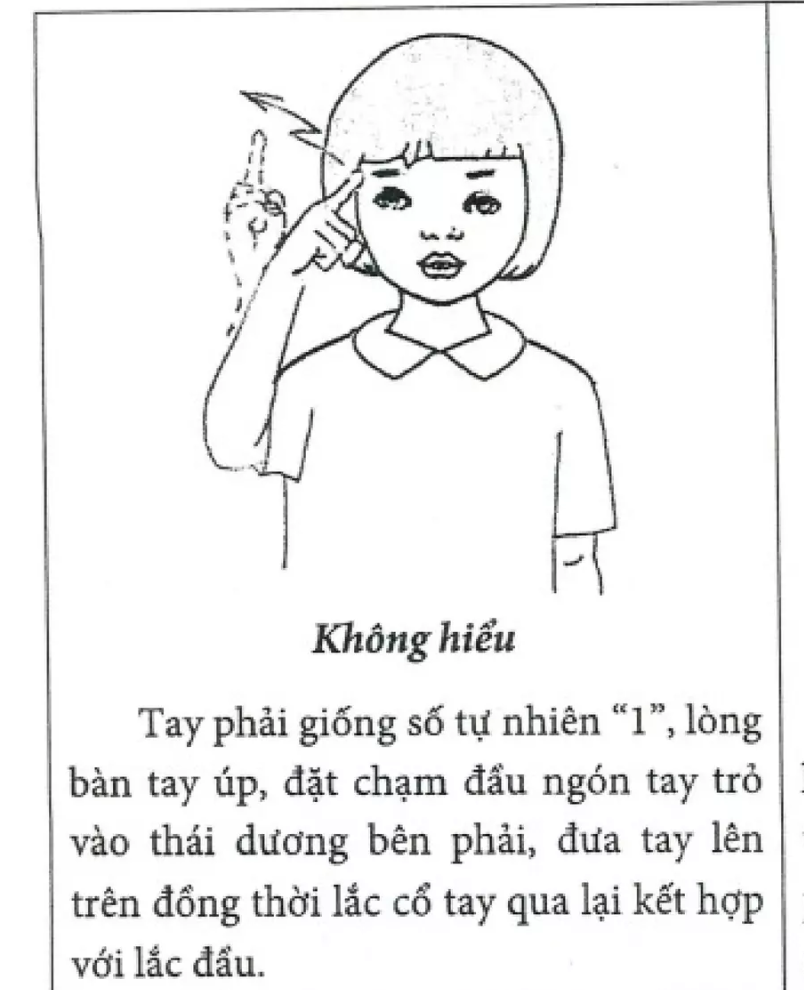 Không hiểu
Tay phải giống số tự nhiên “1”, lòng
bàn tay úp, đặt chạm đầu ngón tay trỏ
vào thái dương bên phải, đưa tay lên
trên đồng thời lắc cổ tay qua lại kết hợp
với lắc đầu.